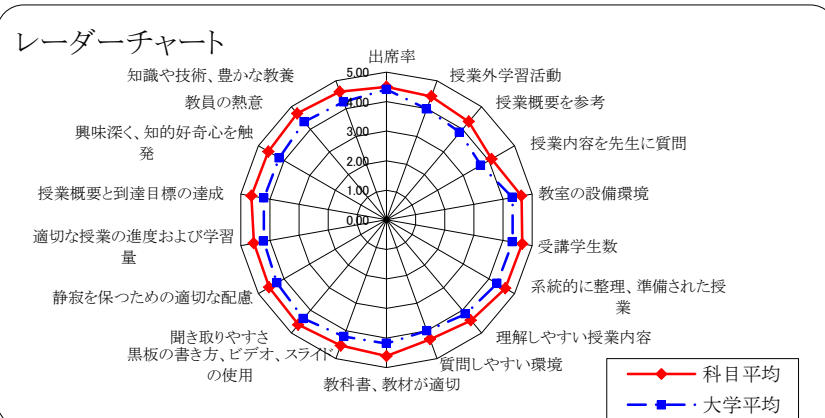 レーダーチャート
出席率
授業外学習活動
授業概要を参考
授業内容を先生に質問
教室の設備環境
受講学生数
系統的に整理、準備された授
業
理解しやすい授業内容
質問しやすい環境
教科書、教材が適切
黒板の書き方、ビデオ、スライド
の使用
聞き取りやすさ
静寂を保つための適切な配慮
適切な授業の進度および学習
量
授業概要と到達目標の達成
興味深く、知的好奇心を触
発
教員の熱意
知識や技術、豊かな教養
5.00
4.00
3.00
2.00
1.00
0.00
科目平均
大学平均